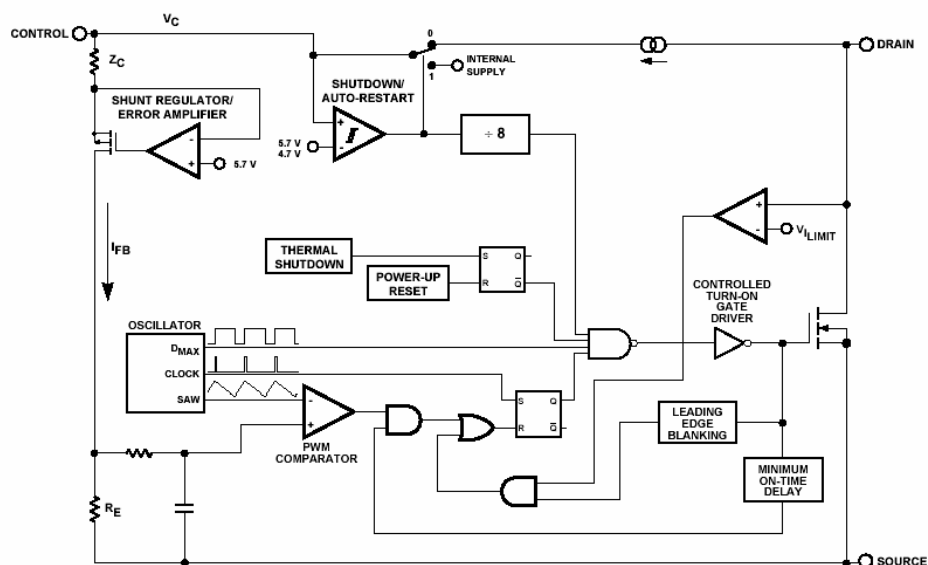 V_C
CONTROL
0
DRAIN
Z_C
INTERNAL
SUPPLY
1
SHUTDOWN/
AUTO-RESTART
SHUNT REGULATOR/
ERROR AMPLIFIER
+
÷ 8
-
5.7 V
4.7 V
-
+
5.7 V
+
-
V_I_LIMIT
I_FB
THERMAL
SHUTDOWN
S
Q
POWER-UP
RESET
R
Q̅
CONTROLLED
TURN-ON
GATE
DRIVER
OSCILLATOR
D_MAX
CLOCK
SAW
-
+
PWM
COMPARATOR
S
Q
R
Q̅
LEADING
EDGE
BLANKING
MINIMUM
ON-TIME
DELAY
R_E
SOURCE